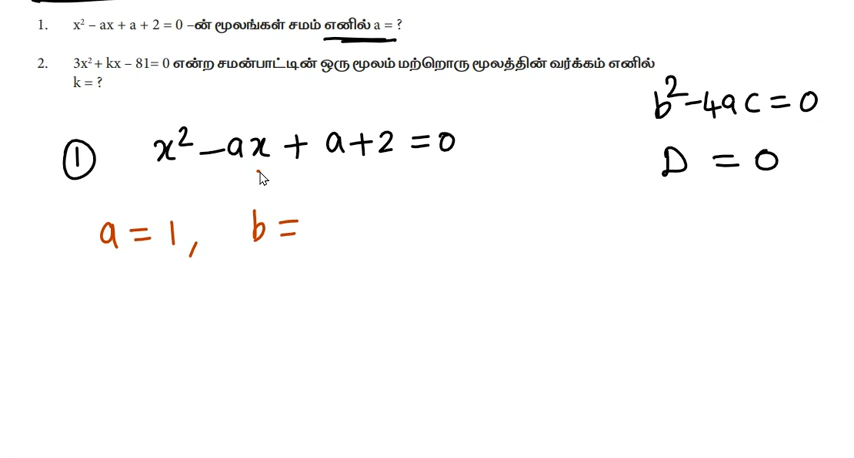 1. x² – ax + a + 2 = 0 –ன் மூலங்கள் சமம் எனில் a = ?
2. 3x² + kx – 81= 0 என்ற சமன்பாட்டின் ஒரு மூலம் மற்றொரு மூலத்தின் வர்க்கம் எனில்
k = ?
b² - 4ac = 0
① x² - ax + a + 2 = 0
D = 0
a = 1, b =